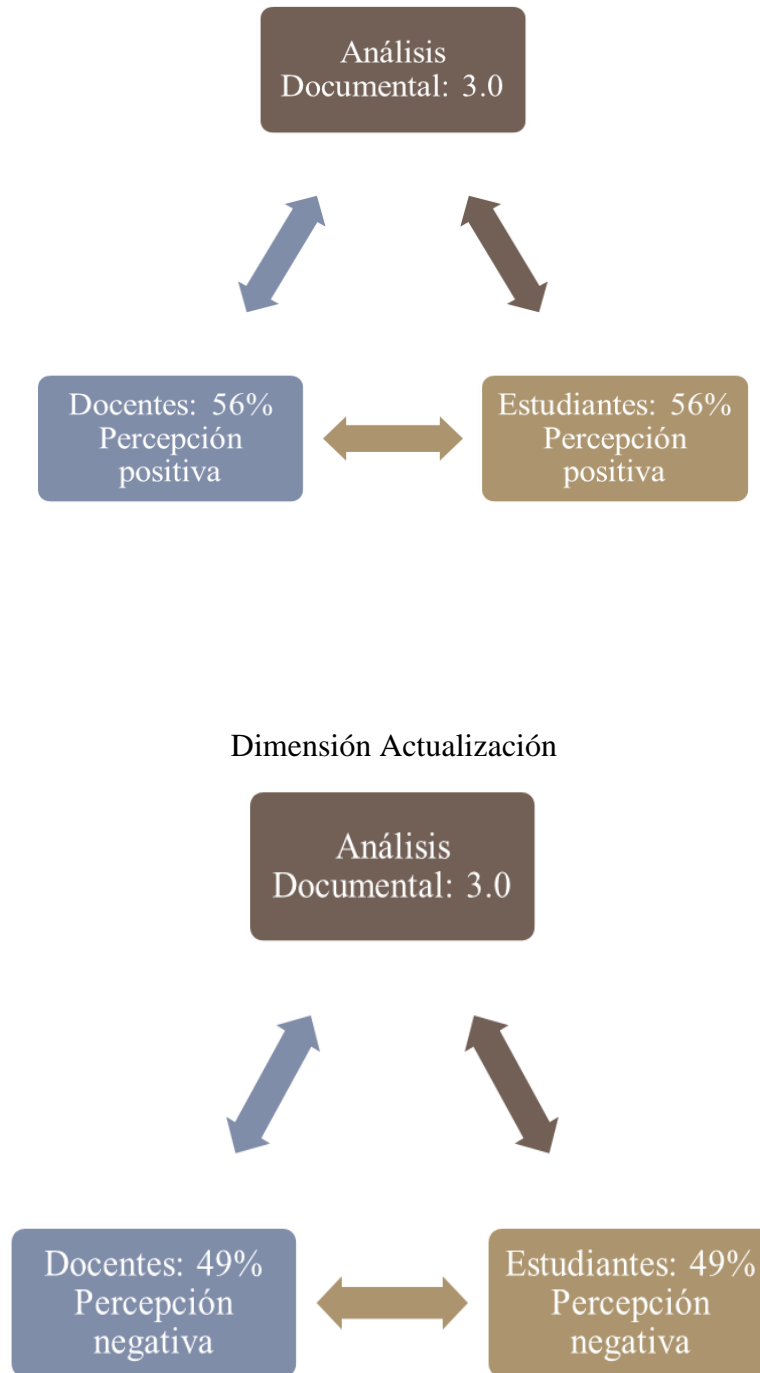 Análisis
Documental: 3.0
Docentes: 56%
Percepción
positiva
Estudiantes: 56%
Percepción
positiva
Dimensión Actualización
Análisis
Documental: 3.0
Docentes: 49%
Percepción
negativa
Estudiantes: 49%
Percepción
negativa